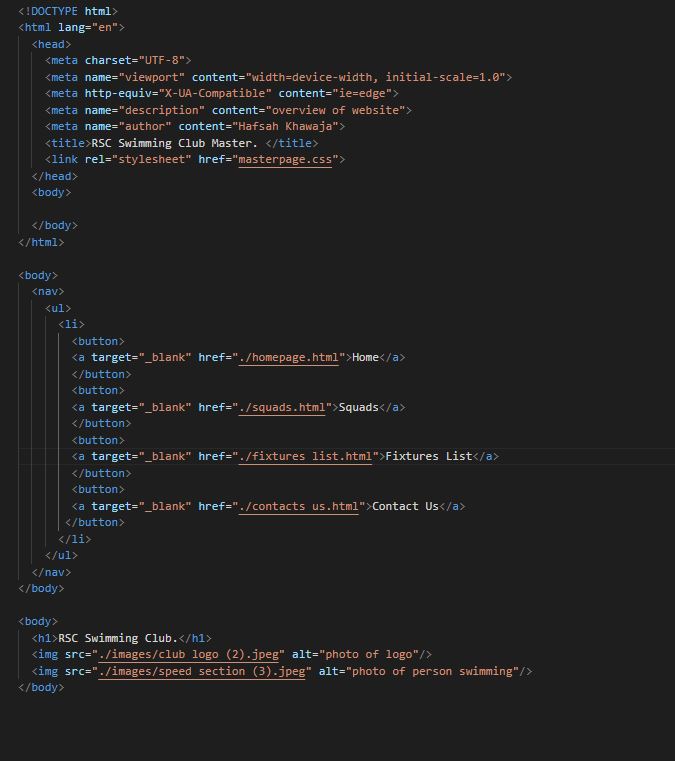 <!DOCTYPE html>
<html lang="en">
<head>
<meta charset="UTF-8">
<meta name="viewport" content="width=device-width, initial-scale=1.0">
<meta http-equiv="X-UA-Compatible" content="ie=edge">
<meta name="description" content="overview of website">
<meta name="author" content="Hafsah Khawaja">
<title>RSC Swimming Club Master. </title>
<link rel="stylesheet" href="masterpage.css">
</head>
<body>
</body>
</html>
<body>
<nav>
<ul>
<li>
<button>
<a target="_blank" href="./homepage.html">Home</a>
</button>
<button>
<a target="_blank" href="./squads.html">Squads</a>
</button>
<button>
<a target="_blank" href="./fixtures list.html">Fixtures List</a>
</button>
<button>
<a target="_blank" href="./contacts us.html">Contact Us</a>
</button>
</li>
</ul>
</nav>
</body>
<body>
<h1>RSC Swimming Club.</h1>
<img src="./images/club logo (2).jpeg" alt="photo of logo"/>
<img src="./images/speed section (3).jpeg" alt="photo of person swimming"/>
</body>